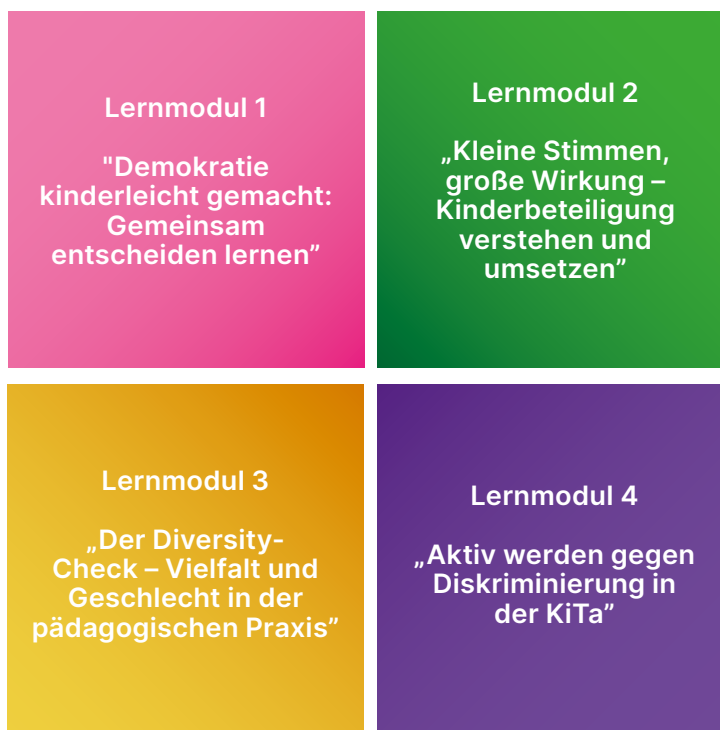 Lernmodul 1
"Demokratie
kinderleicht gemacht:
Gemeinsam
entscheiden lernen”
Lernmodul 2
„Kleine Stimmen,
große Wirkung –
Kinderbeteiligung
verstehen und
umsetzen”
Lernmodul 3
„Der Diversity-
Check – Vielfalt und
Geschlecht in der
pädagogischen Praxis”
Lernmodul 4
„Aktiv werden gegen
Diskriminierung in
der KiTa”